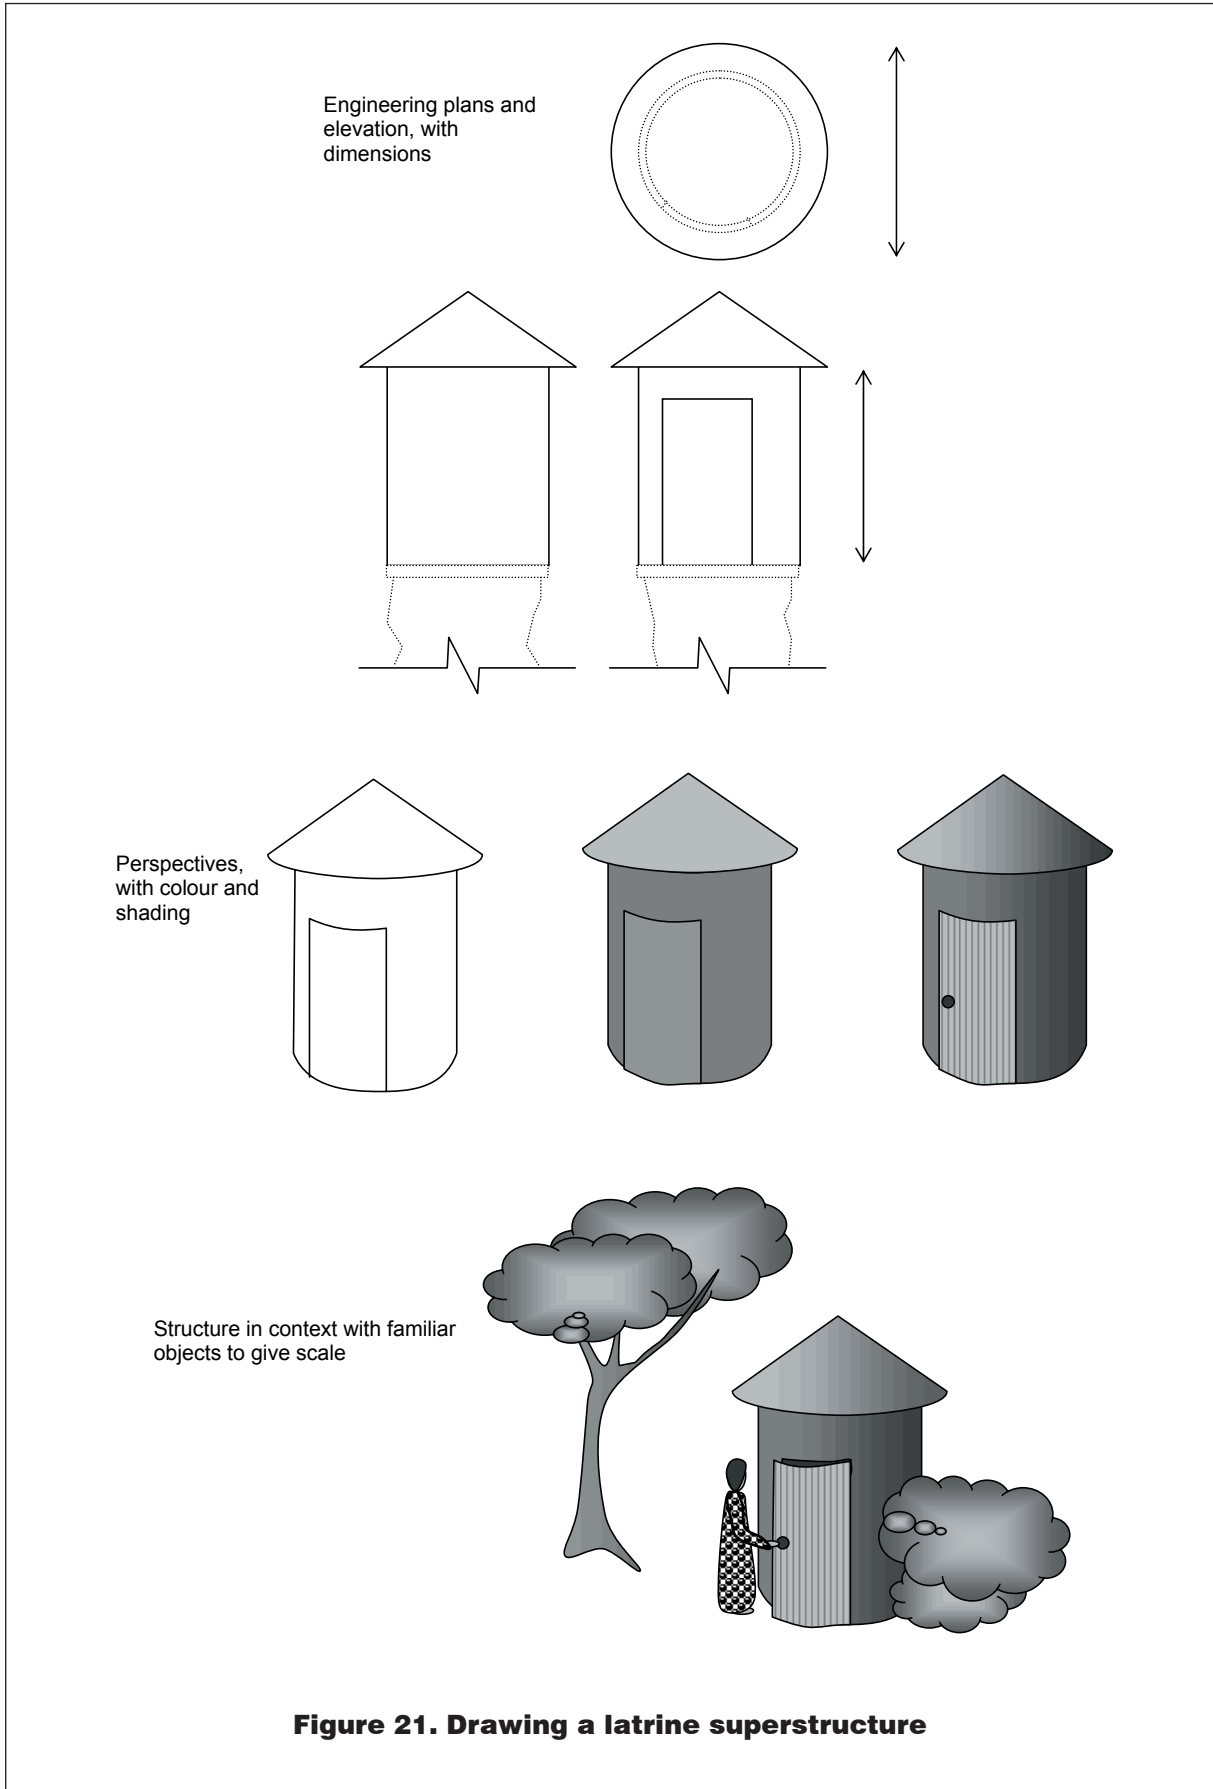 Engineering plans and
elevation, with
dimensions
Perspectives,
with colour and
shading
Structure in context with familiar
objects to give scale
Figure 21. Drawing a latrine superstructure